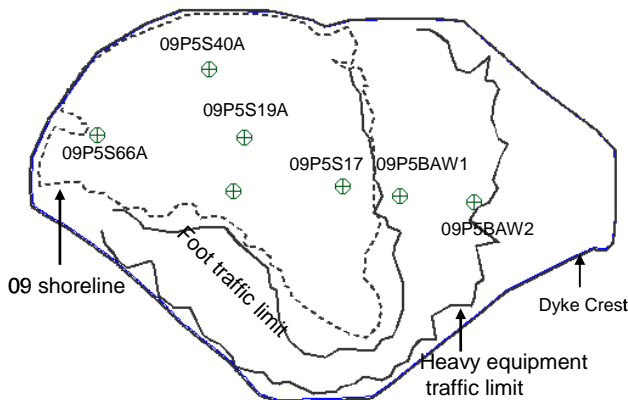 09P5S40A
09P5S19A
09P5S66A
09P5S17
09P5BAW1
09P5BAW2
Foot traffic limit
09 shoreline
Dyke Crest
Heavy equipment
traffic limit